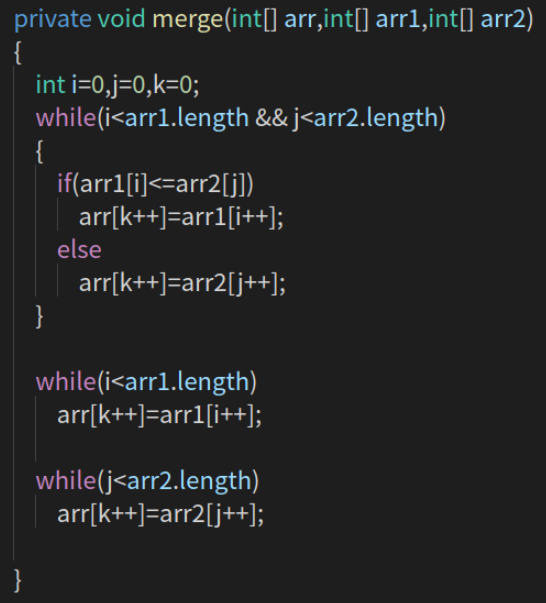 private void merge(int[] arr,int[] arr1,int[] arr2)
{
int i=0,j=0,k=0;
while(i<arr1.length && j<arr2.length)
{
if(arr1[i]<=arr2[j])
arr[k++]=arr1[i++];
else
arr[k++]=arr2[j++];
}
while(i<arr1.length)
arr[k++]=arr1[i++];
while(j<arr2.length)
arr[k++]=arr2[j++];
}